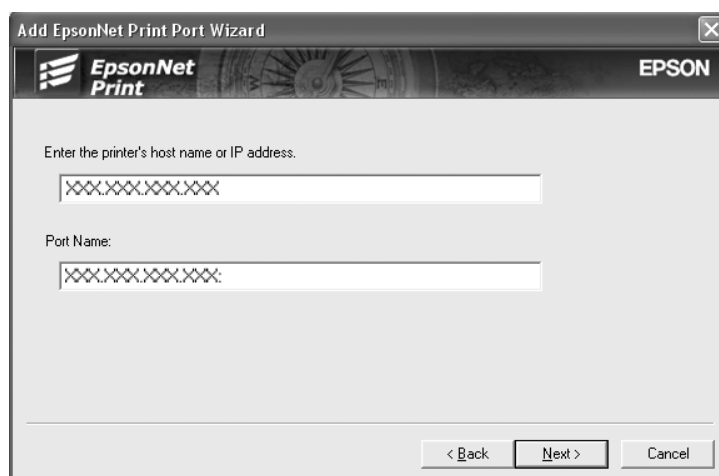 Add EpsonNet Print Port Wizard
EpsonNet
Print
EPSON
Enter the printer's host name or IP address.
XXX.XXX.XXX.XXX
Port Name:
XXX.XXX.XXX.XXX:
< Back
Next >
Cancel